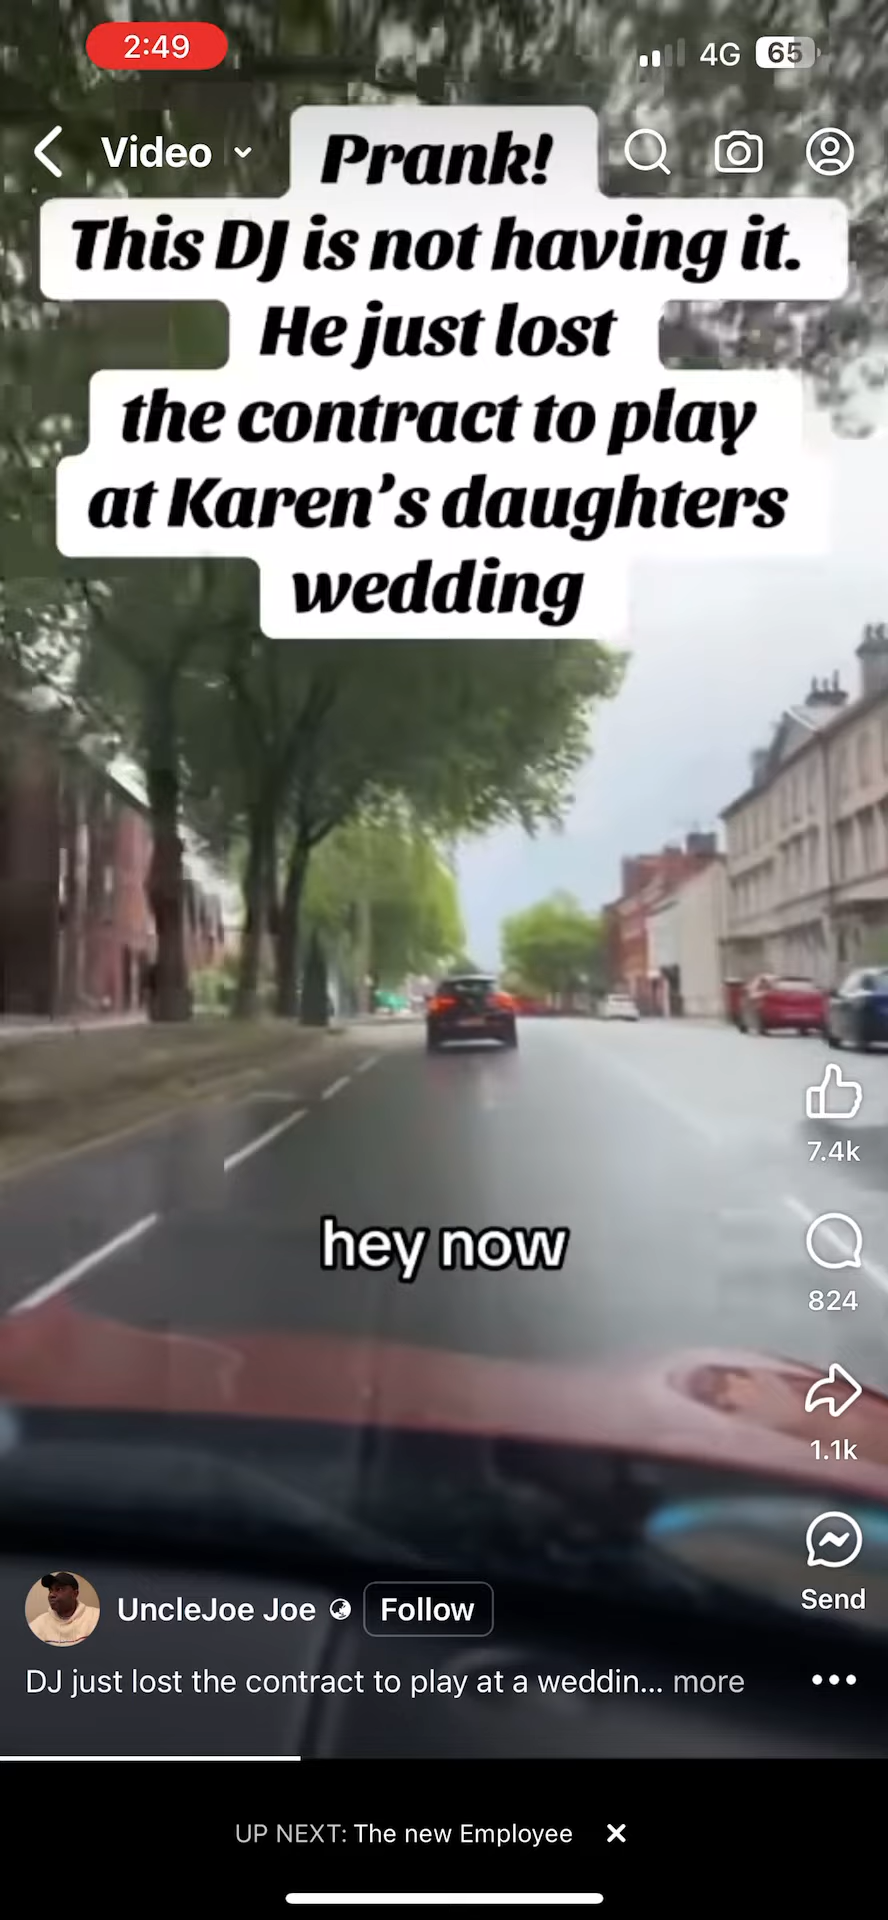 2:49
4G 65
Video
Prank!
This DJ is not having it.
He just lost
the contract to play
at Karen’s daughters
wedding
7.4k
hey now
824
1.1k
Send
UncleJoe Joe
Follow
DJ just lost the contract to play at a weddin... more
UP NEXT: The new Employee